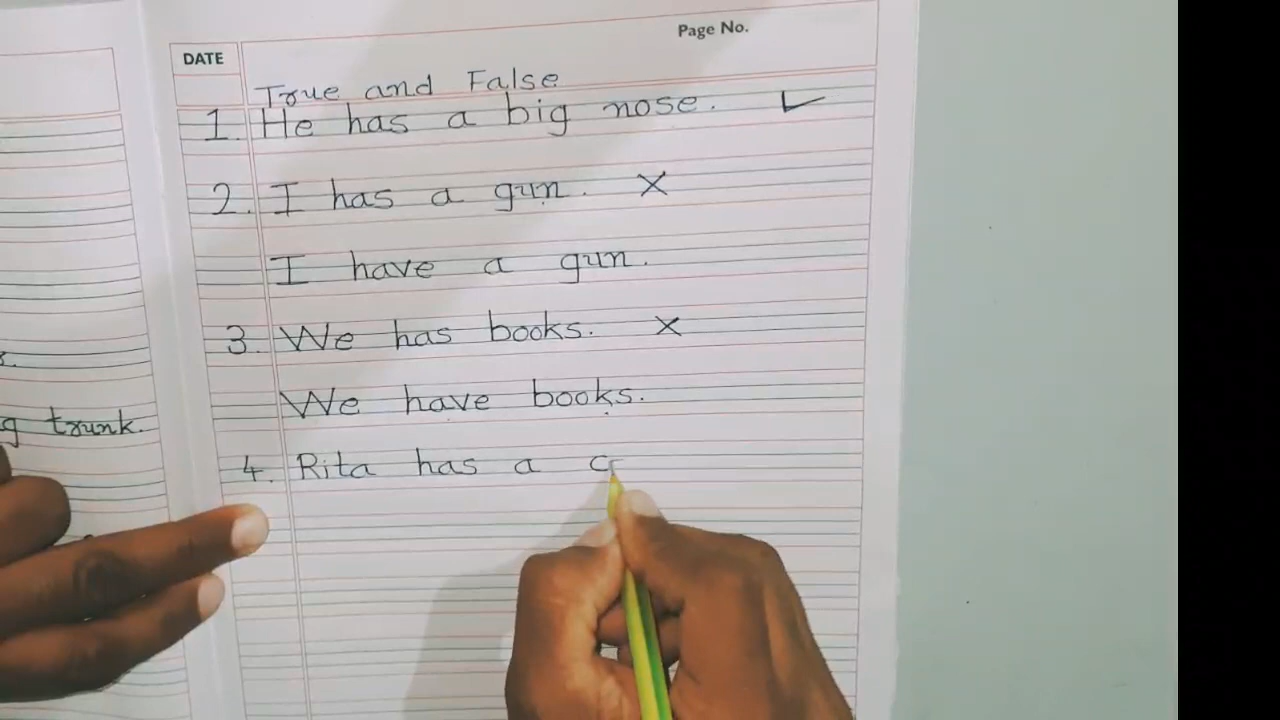 Page No.
DATE
True and False
1. He has a big nose. ✓
2. I has a gun. ✗
I have a gun.
3. We has books. ✗
We have books.
g trunk.
4. Rita has a